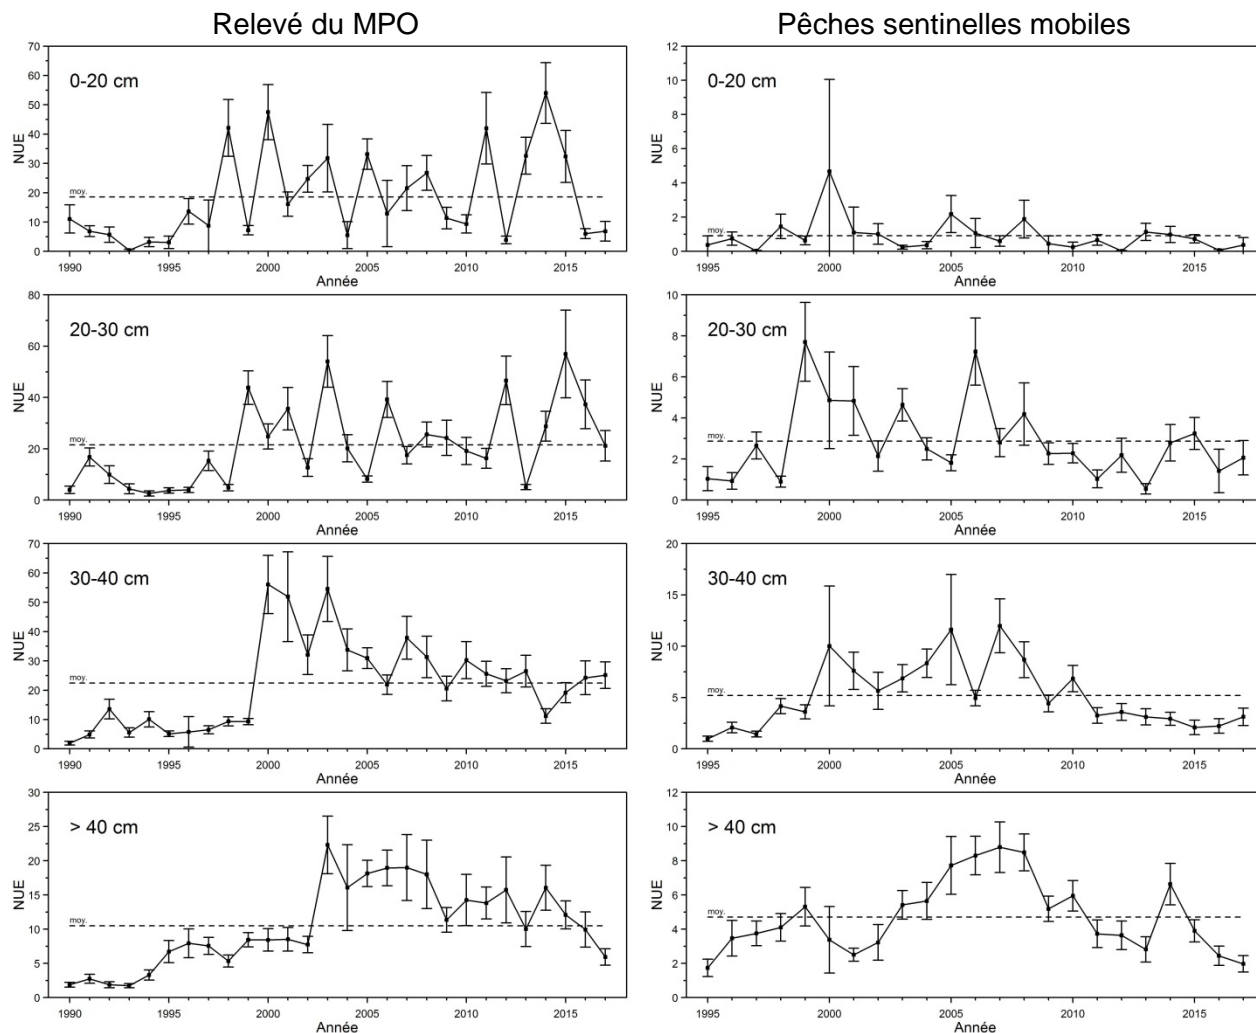 Relevé du MPO
Pêches sentinelles mobiles
0-20 cm
NUE
70
60
50
40
30
20
10
0
moy.
1990 1995 2000 2005 2010 2015
Année
0-20 cm
NUE
12
10
8
6
4
2
0
moy.
1995 2000 2005 2010 2015
Année
20-30 cm
NUE
80
60
40
20
0
moy.
1990 1995 2000 2005 2010 2015
Année
20-30 cm
NUE
10
8
6
4
2
0
moy.
1995 2000 2005 2010 2015
Année
30-40 cm
NUE
70
60
50
40
30
20
10
0
moy.
1990 1995 2000 2005 2010 2015
Année
30-40 cm
NUE
20
15
10
5
0
moy.
1995 2000 2005 2010 2015
Année
> 40 cm
NUE
30
25
20
15
10
5
0
moy.
1990 1995 2000 2005 2010 2015
Année
> 40 cm
NUE
12
10
8
6
4
2
0
moy.
1995 2000 2005 2010 2015
Année